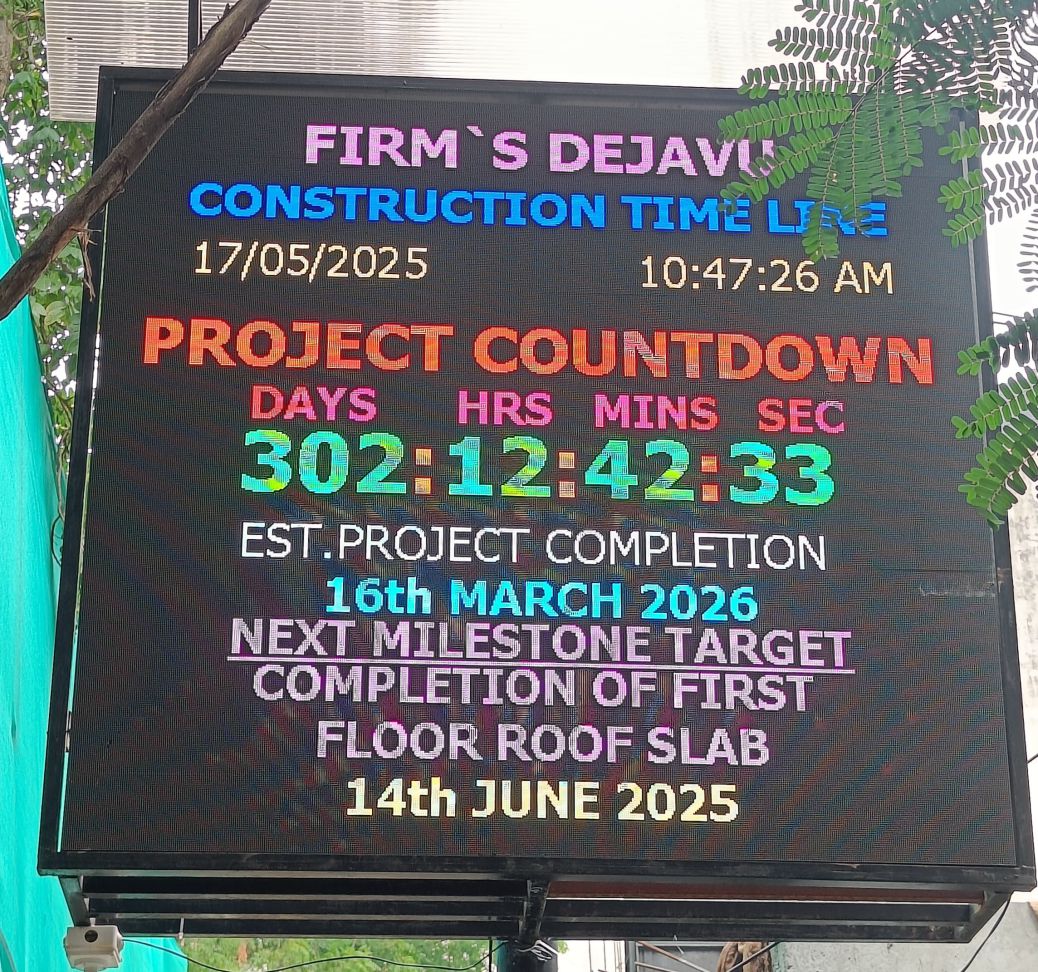 FIRM`S DEJAVU
CONSTRUCTION TIME LINE
17/05/2025 10:47:26 AM
PROJECT COUNTDOWN
DAYS HRS MINS SEC
302:12:42:33
EST.PROJECT COMPLETION
16th MARCH 2026
NEXT MILESTONE TARGET
COMPLETION OF FIRST
FLOOR ROOF SLAB
14th JUNE 2025